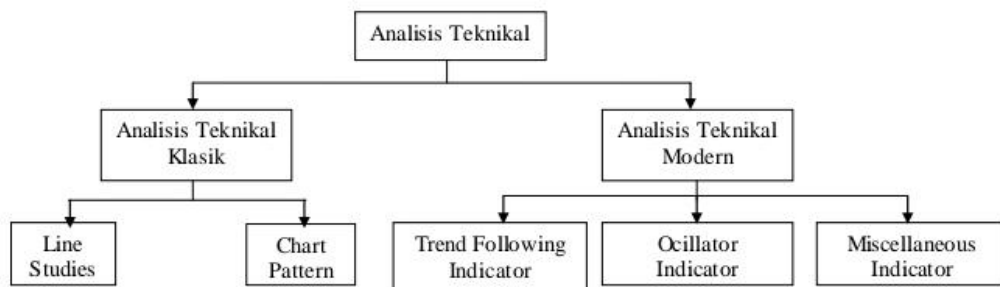 Analisis Teknikal
Analisis Teknikal
Klasik
Analisis Teknikal
Modern
Line
Studies
Chart
Pattern
Trend Following
Indicator
Ocillator
Indicator
Miscellaneous
Indicator